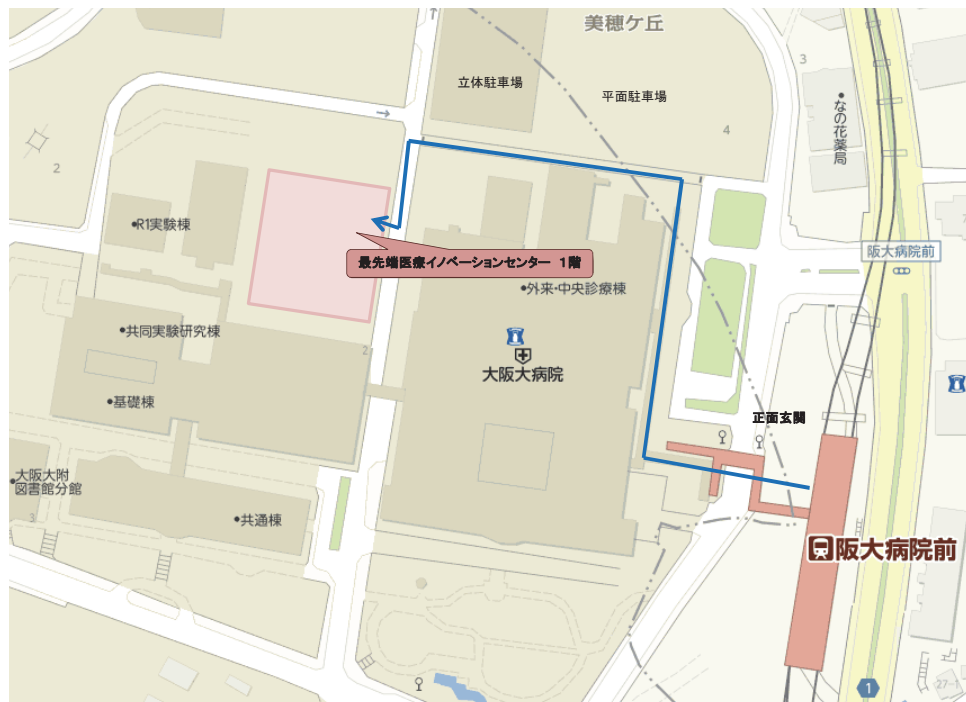 美穂ケ丘
立体駐車場
平面駐車場
3
4
なの花薬局
2
R1実験棟
阪大病院前
最先端医療イノベーションセンター 1階
外来・中央診療棟
共同実験研究棟
2
大阪大病院
基礎棟
正面玄関
大阪大附
図書館分館
3
共通棟
阪大病院前
27-1
1